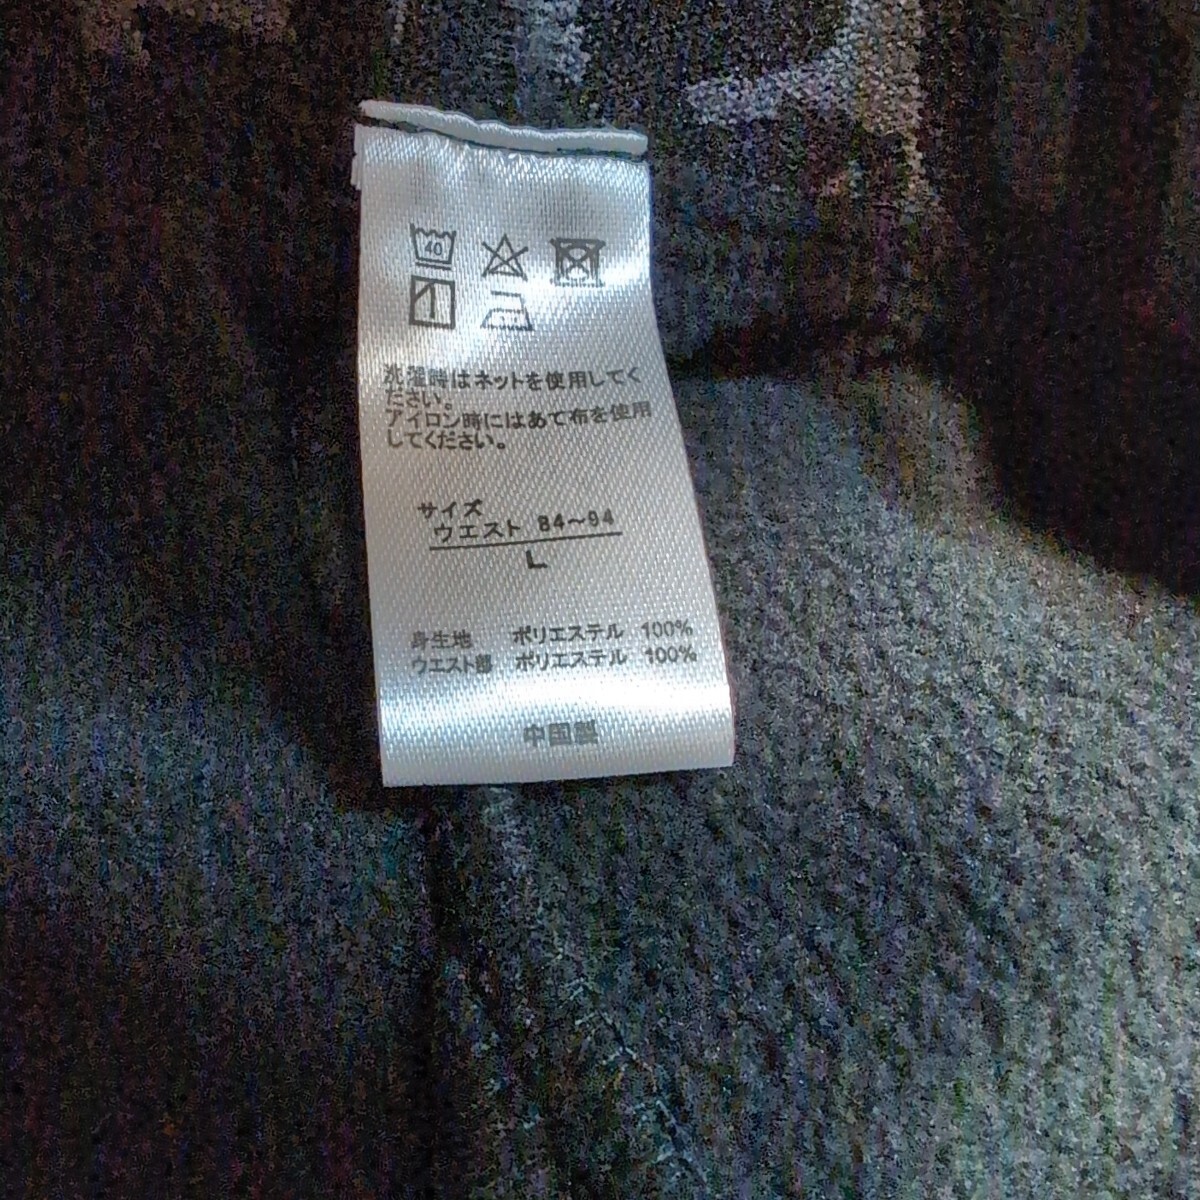 40
洗濯時はネットを使用してく
ださい。
アイロン時にはあて布を使用
してください。
サイズ
ウエスト 84～94
L
身生地 ポリエステル 100%
ウエスト部 ポリエステル 100%
中国製